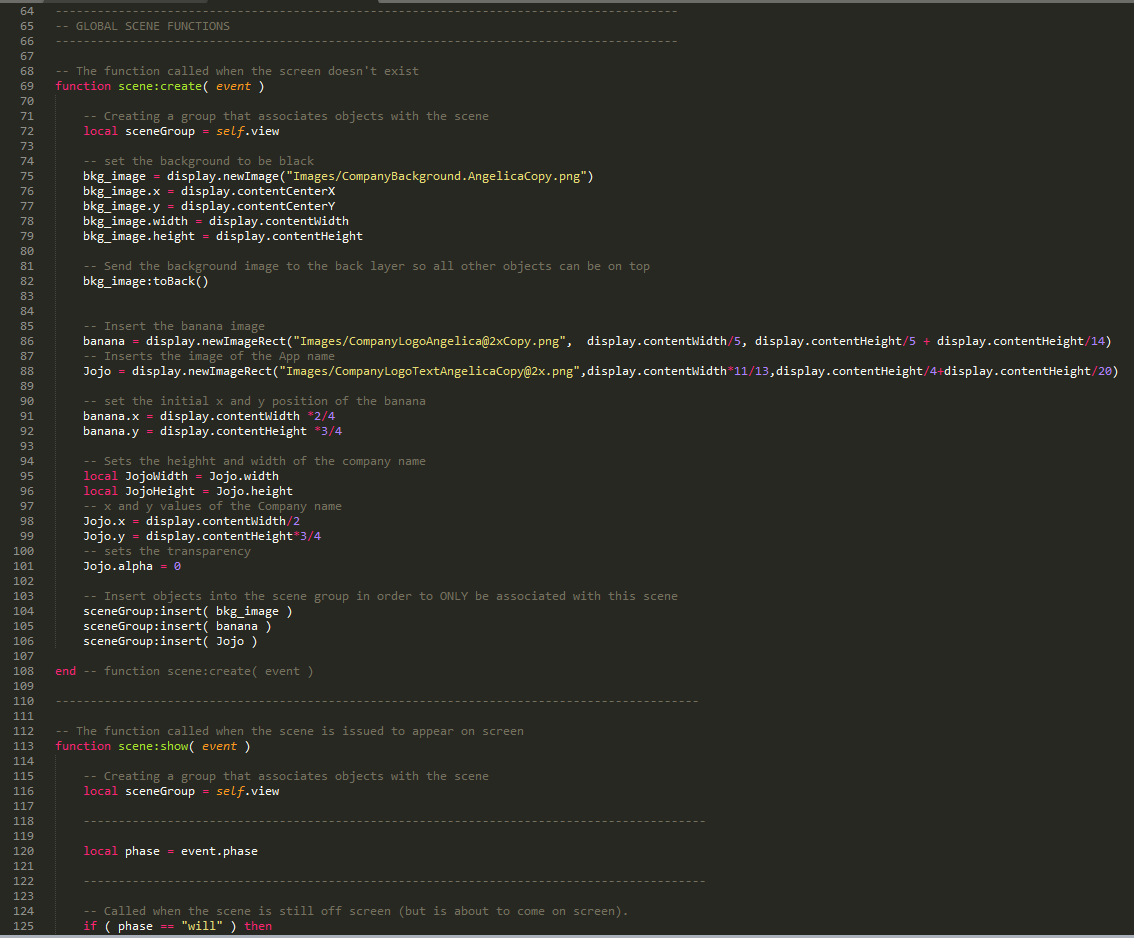 64 -----------------------------------------------------------------------------------------
65 -- GLOBAL SCENE FUNCTIONS
66 -----------------------------------------------------------------------------------------
67
68 -- The function called when the screen doesn't exist
69 function scene:create( event )
70
71     -- Creating a group that associates objects with the scene
72     local sceneGroup = self.view
73
74     -- set the background to be black
75     bkg_image = display.newImage("Images/CompanyBackground.AngelicaCopy.png")
76     bkg_image.x = display.contentCenterX
77     bkg_image.y = display.contentCenterY
78     bkg_image.width = display.contentWidth
79     bkg_image.height = display.contentHeight
80
81     -- Send the background image to the back layer so all other objects can be on top
82     bkg_image:toBack()
83
84
85     -- Insert the banana image
86     banana = display.newImageRect("Images/CompanyLogoAngelica@2xCopy.png",  display.contentWidth/5, display.contentHeight/5 + display.contentHeight/14)
87     -- Inserts the image of the App name
88     Jojo = display.newImageRect("Images/CompanyLogoTextAngelicaCopy@2x.png",display.contentWidth*11/13,display.contentHeight/4+display.contentHeight/20)
89
90     -- set the initial x and y position of the banana
91     banana.x = display.contentWidth *2/4
92     banana.y = display.contentHeight *3/4
93
94     -- Sets the heighht and width of the company name
95     local JojoWidth = Jojo.width
96     local JojoHeight = Jojo.height
97     -- x and y values of the Company name
98     Jojo.x = display.contentWidth/2
99     Jojo.y = display.contentHeight*3/4
100     -- sets the transparency
101     Jojo.alpha = 0
102
103     -- Insert objects into the scene group in order to ONLY be associated with this scene
104     sceneGroup:insert( bkg_image )
105     sceneGroup:insert( banana )
106     sceneGroup:insert( Jojo )
107
108 end -- function scene:create( event )
109
110 --------------------------------------------------------------------------------------------
111
112 -- The function called when the scene is issued to appear on screen
113 function scene:show( event )
114
115     -- Creating a group that associates objects with the scene
116     local sceneGroup = self.view
117
118     -----------------------------------------------------------------------------------------
119
120     local phase = event.phase
121
122     -----------------------------------------------------------------------------------------
123
124     -- Called when the scene is still off screen (but is about to come on screen).
125     if ( phase == "will" ) then